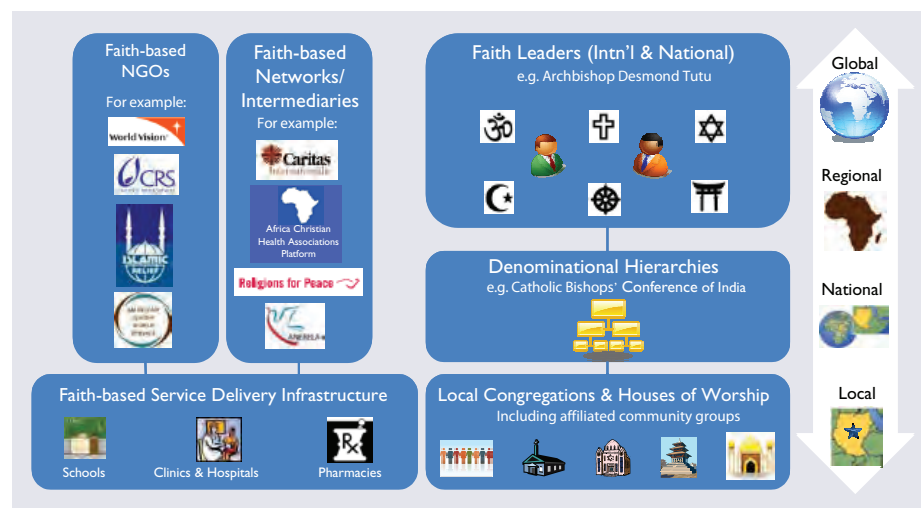 Faith-based
NGOs
For example:
World Vision
CRS
ISLAMIC
RELIEF
Faith-based
Networks/
Intermediaries
For example:
Caritas
Internationalis
Africa Christian
Health Associations
Platform
Religions for Peace
Faith-based Service Delivery Infrastructure
Schools
Clinics & Hospitals
Rx
Pharmacies
Faith Leaders (Intn'l & National)
e.g. Archbishop Desmond Tutu
ॐ
Denominational Hierarchies
e.g. Catholic Bishops' Conference of India
Local Congregations & Houses of Worship
Including affiliated community groups
Global
Regional
National
Local